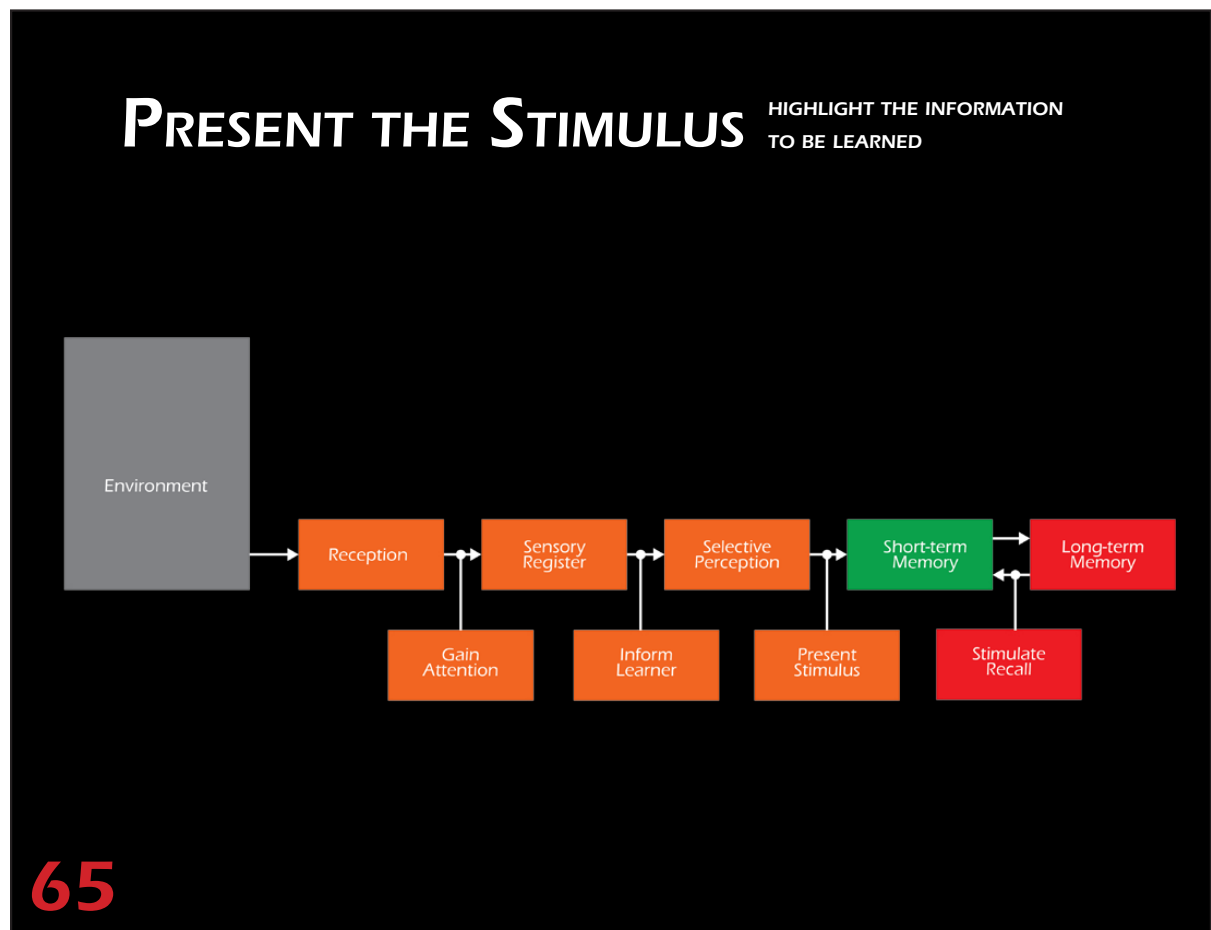 PRESENT THE STIMULUS
HIGHLIGHT THE INFORMATION
TO BE LEARNED
Environment
Reception
Sensory
Register
Selective
Perception
Short-term
Memory
Long-term
Memory
Gain
Attention
Inform
Learner
Present
Stimulus
Stimulate
Recall
65